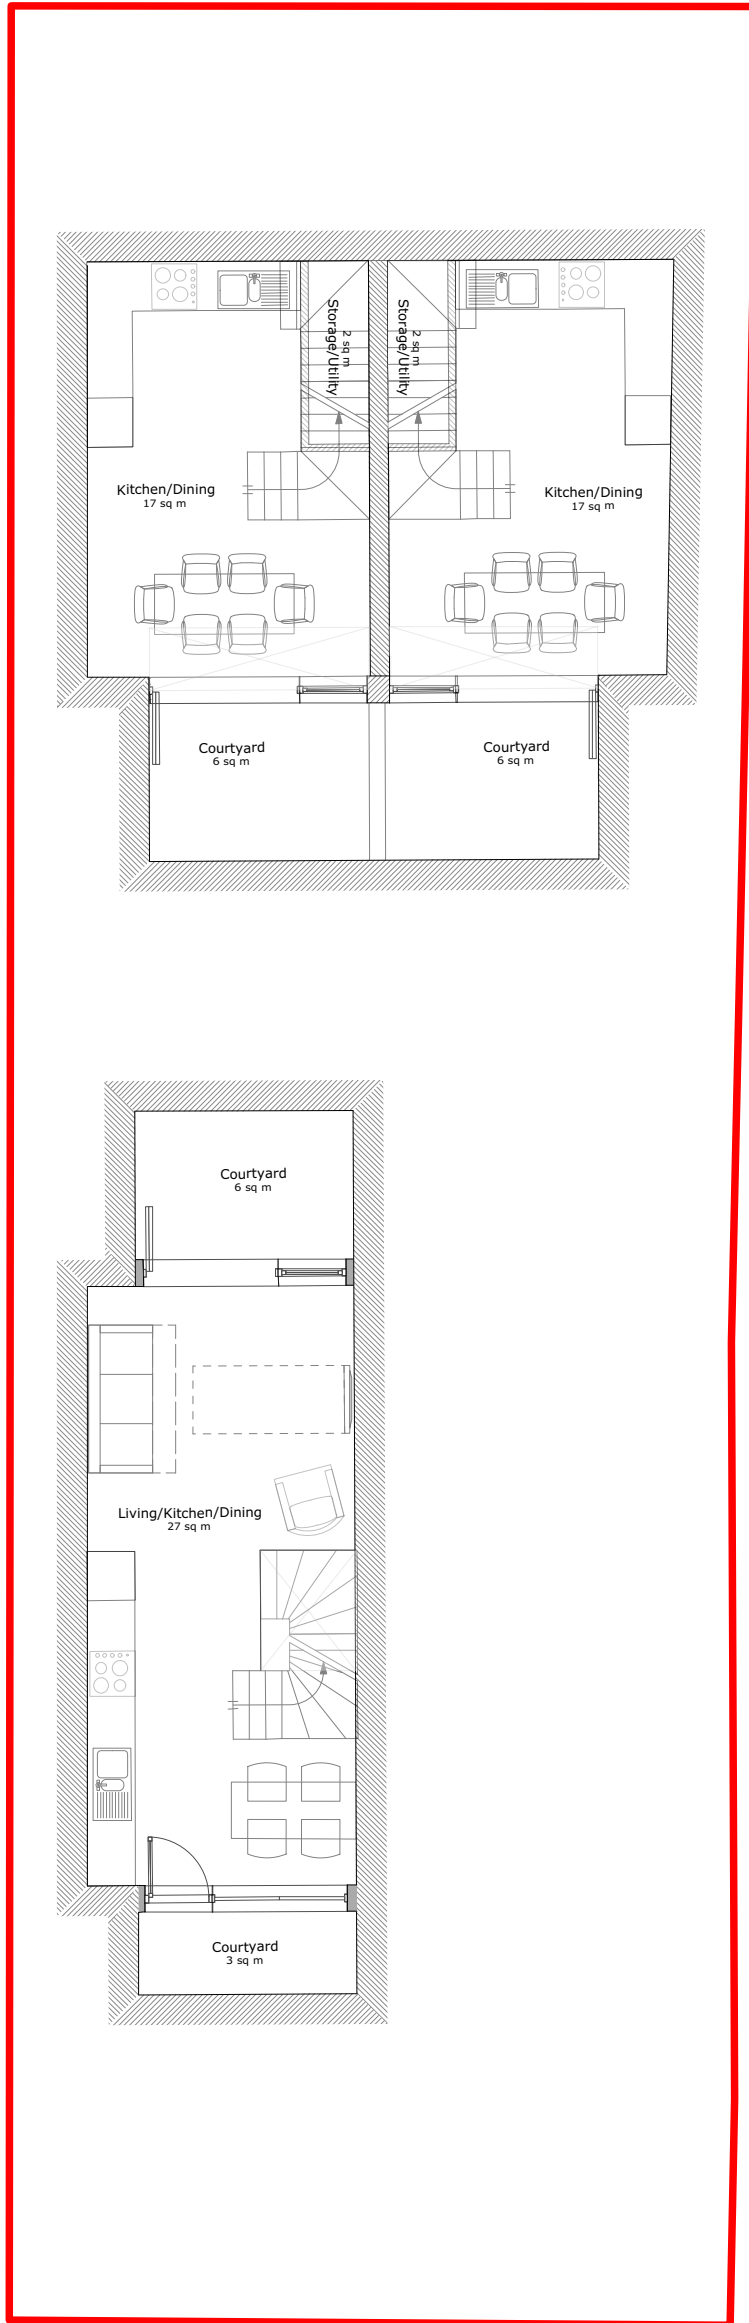 Storage/Utility
2 sq m
Storage/Utility
2 sq m
Kitchen/Dining
17 sq m
Kitchen/Dining
17 sq m
Courtyard
6 sq m
Courtyard
6 sq m
Courtyard
6 sq m
Living/Kitchen/Dining
27 sq m
Courtyard
3 sq m